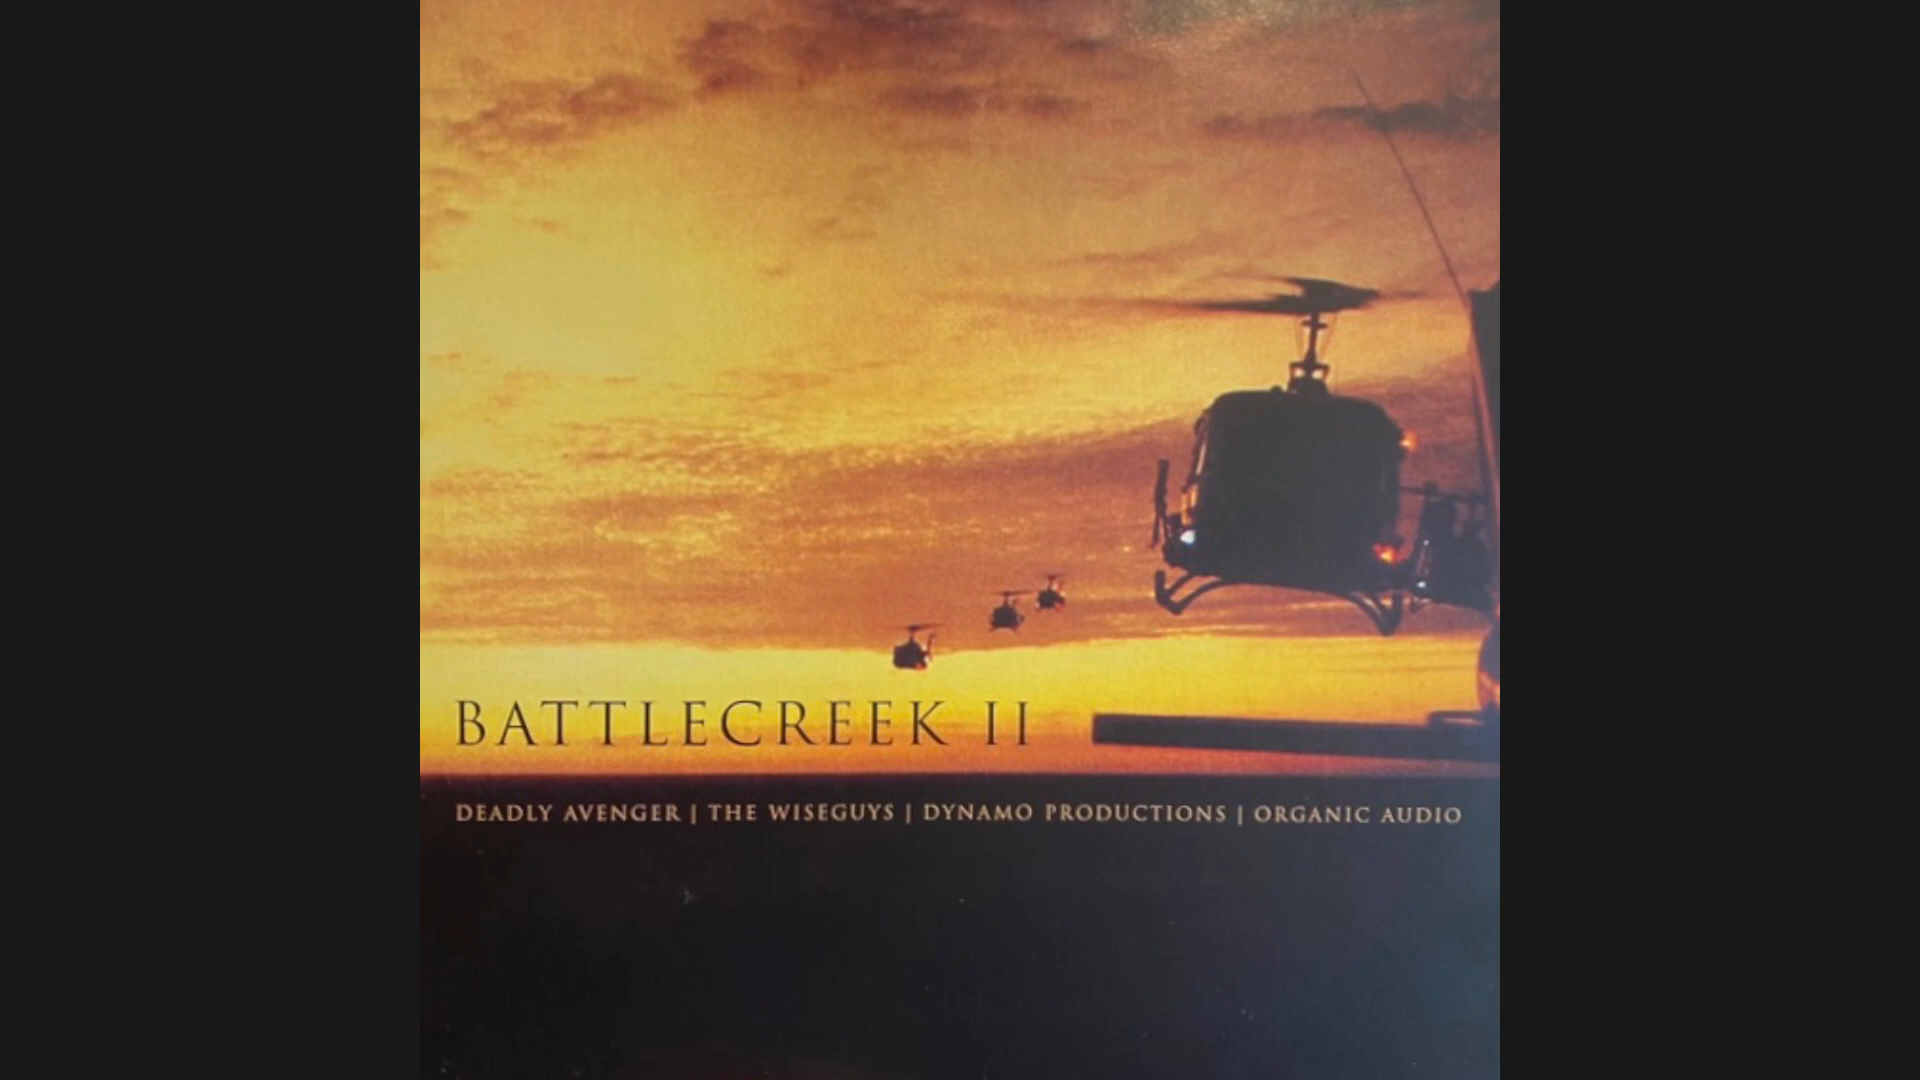 BATTLECREEK II
DEADLY AVENGER | THE WISEGUYS | DYNAMO PRODUCTIONS | ORGANIC AUDIO